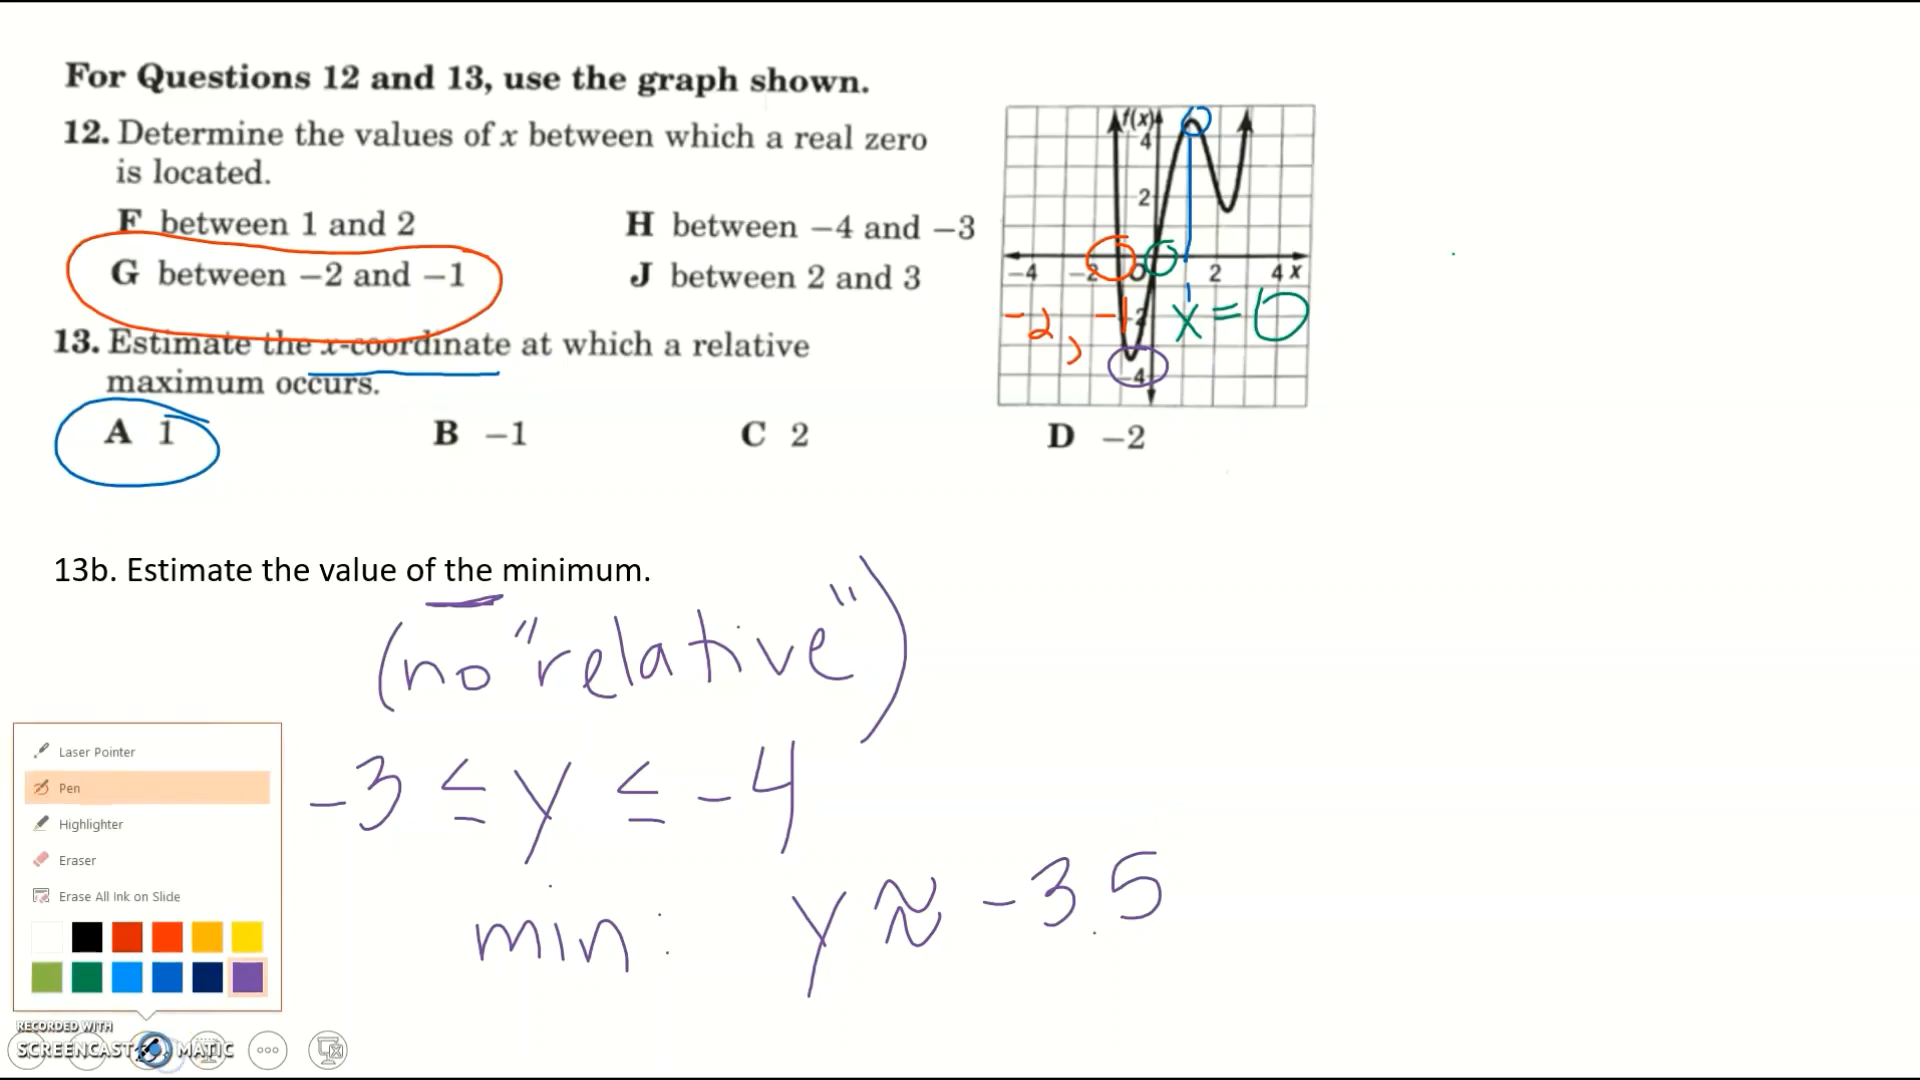 For Questions 12 and 13, use the graph shown.
12. Determine the values of x between which a real zero
is located.
F between 1 and 2
H between −4 and −3
G between −2 and −1
J between 2 and 3
f(x)
4
2
−4 −2 O 2 4 x
−2
−4
-2, -1
1
x = 0
13. Estimate the x-coordinate at which a relative
maximum occurs.
A 1 B −1 C 2 D −2
13b. Estimate the value of the minimum.
(no "relative")
-3 ≤ y ≤ -4
min: y ≈ -3.5
Laser Pointer
Pen
Highlighter
Eraser
Erase All Ink on Slide
RECORDED WITH
SCREENCAST MATIC